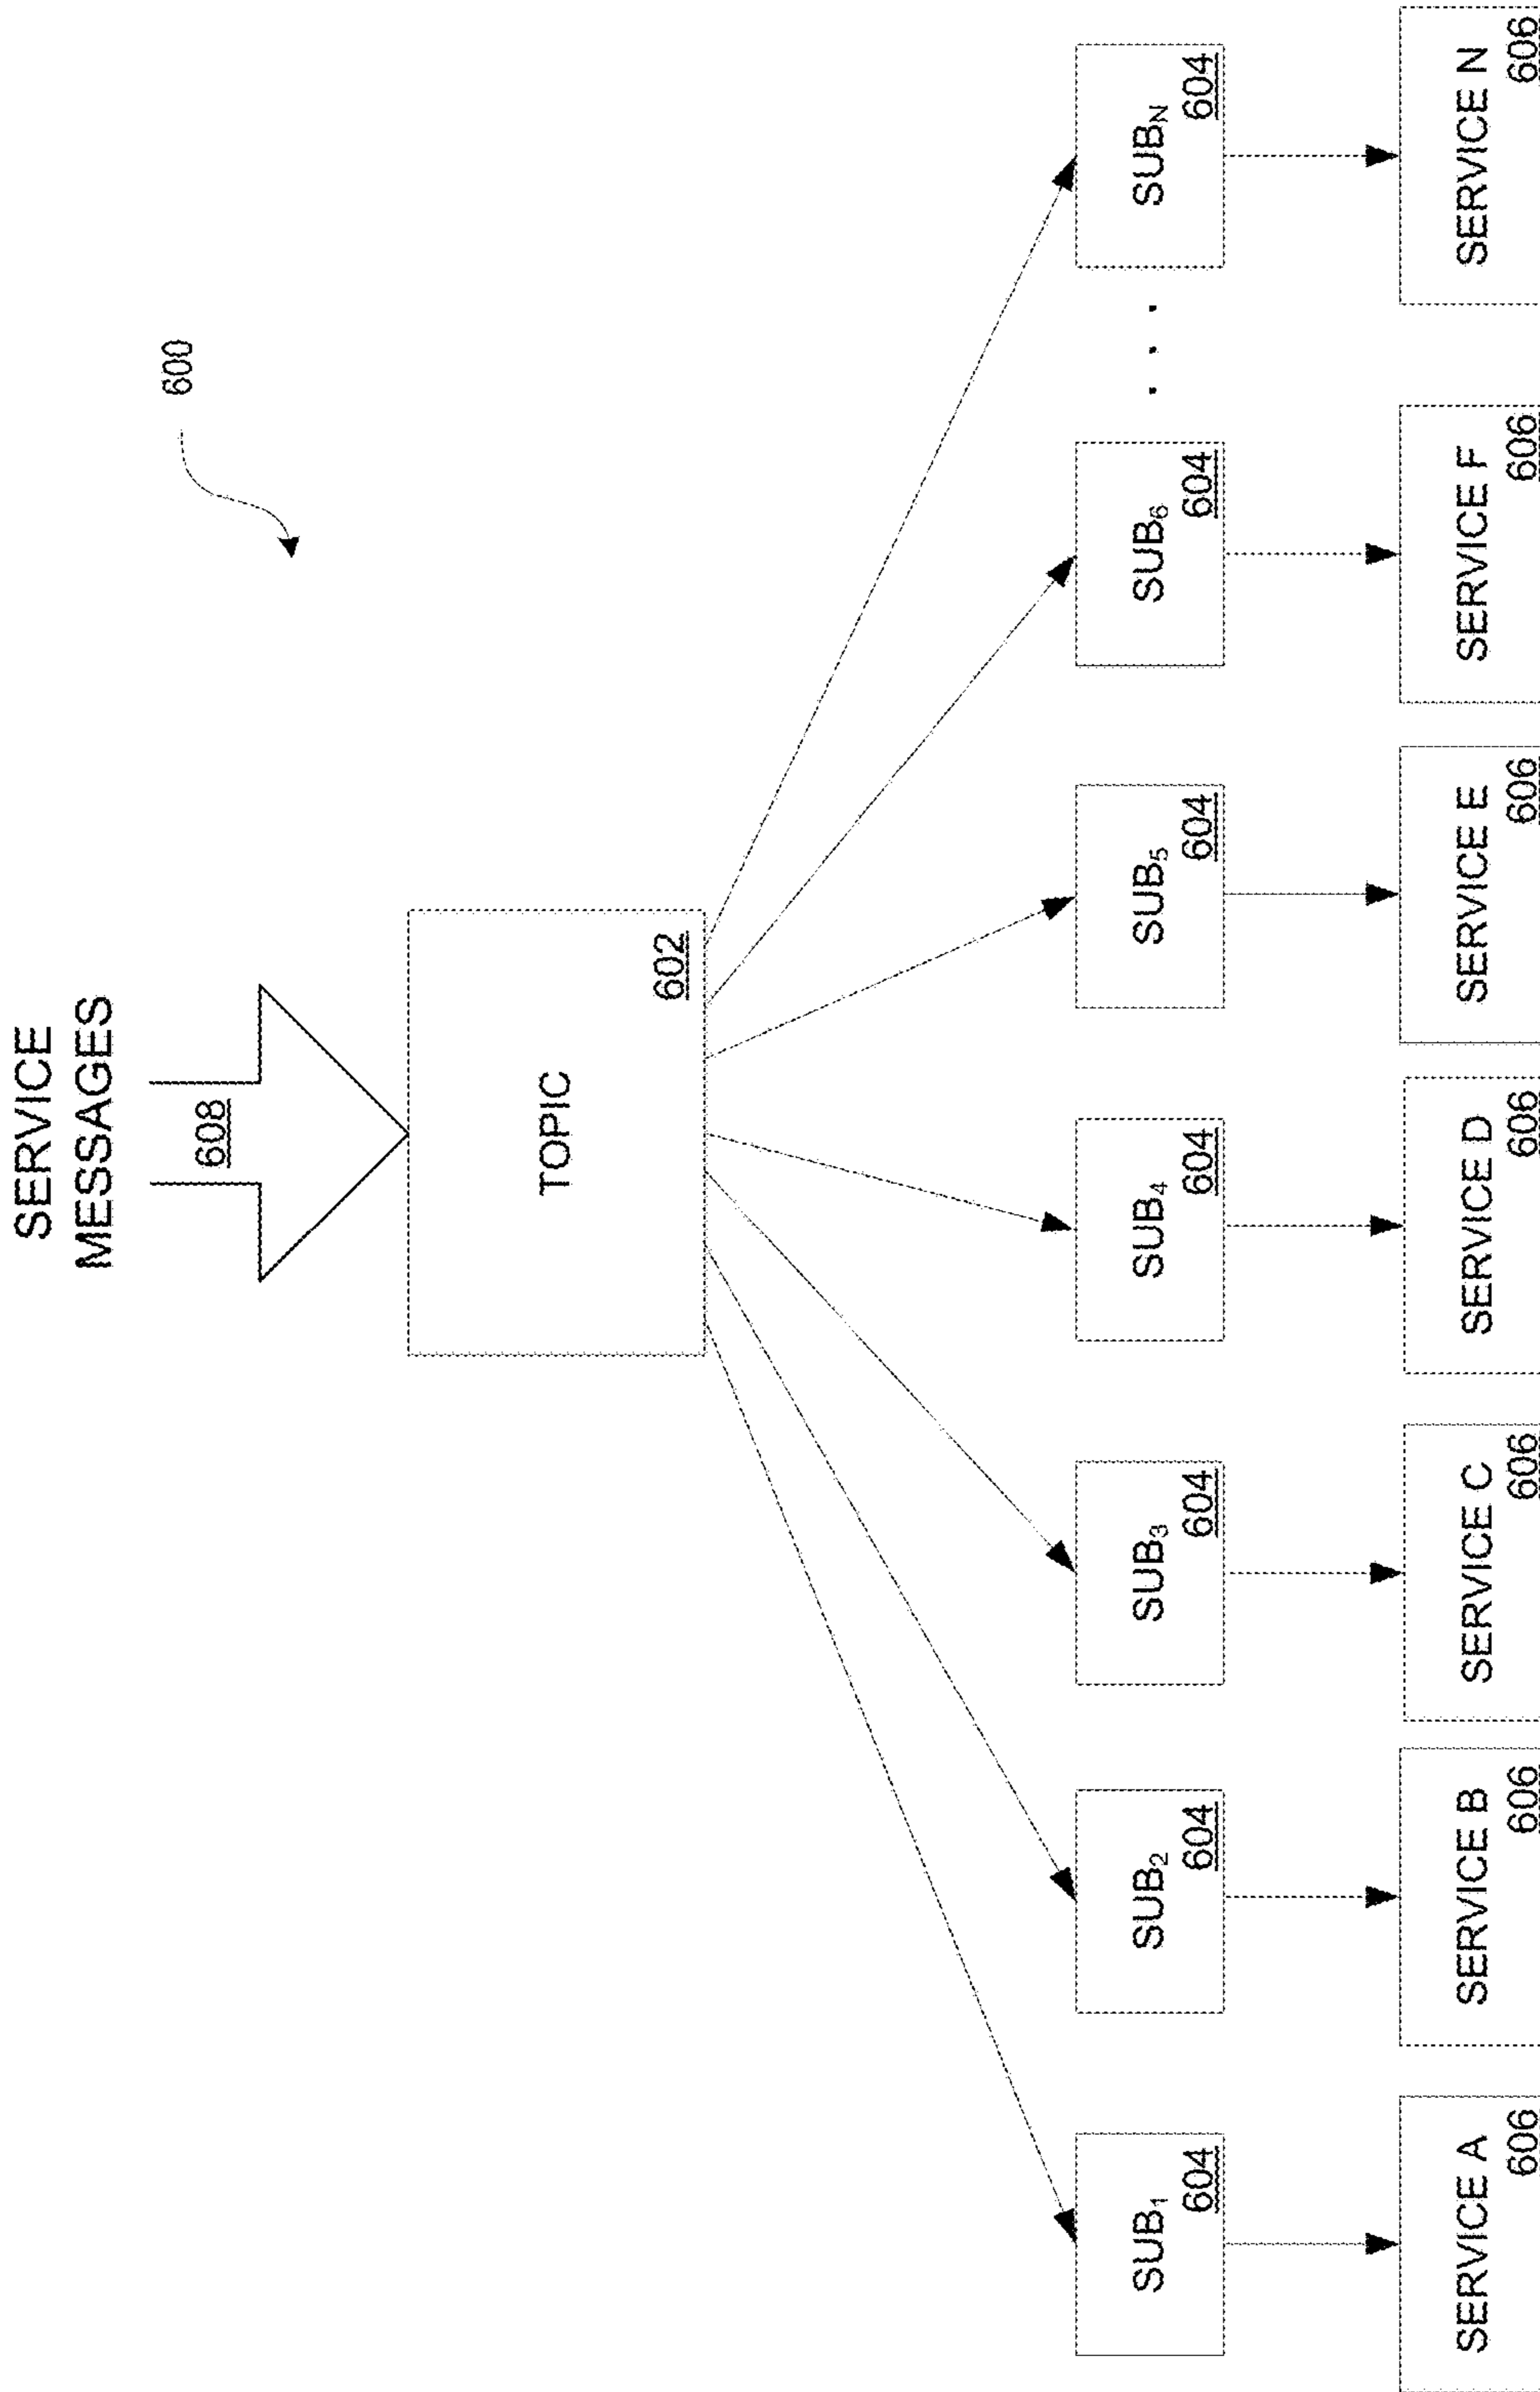 SERVICE
MESSAGES
608
600
TOPIC
602
SUB₁
604
SUB₂
604
SUB₃
604
SUB₄
604
SUB₅
604
SUB₆
604
. . .
SUB_N
604
SERVICE A
606
SERVICE B
606
SERVICE C
606
SERVICE D
606
SERVICE E
606
SERVICE F
606
SERVICE N
606